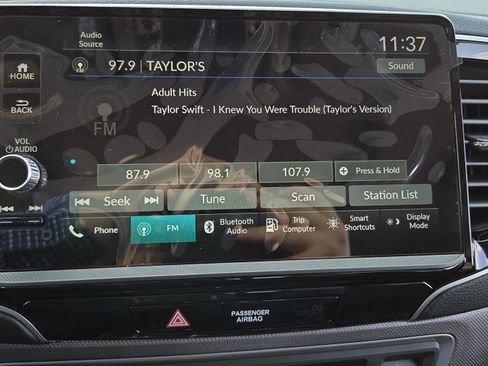 Audio
Source
11:37
HOME
97.9 | TAYLOR'S
Sound
BACK
Adult Hits
Taylor Swift - I Knew You Were Trouble (Taylor's Version)
FM
VOL
AUDIO
87.9
98.1
107.9
Press & Hold
Seek
Tune
Scan
Station List
Phone
FM
Bluetooth
Audio
Trip
Computer
Smart
Shortcuts
Display
Mode
PASSENGER
AIRBAG